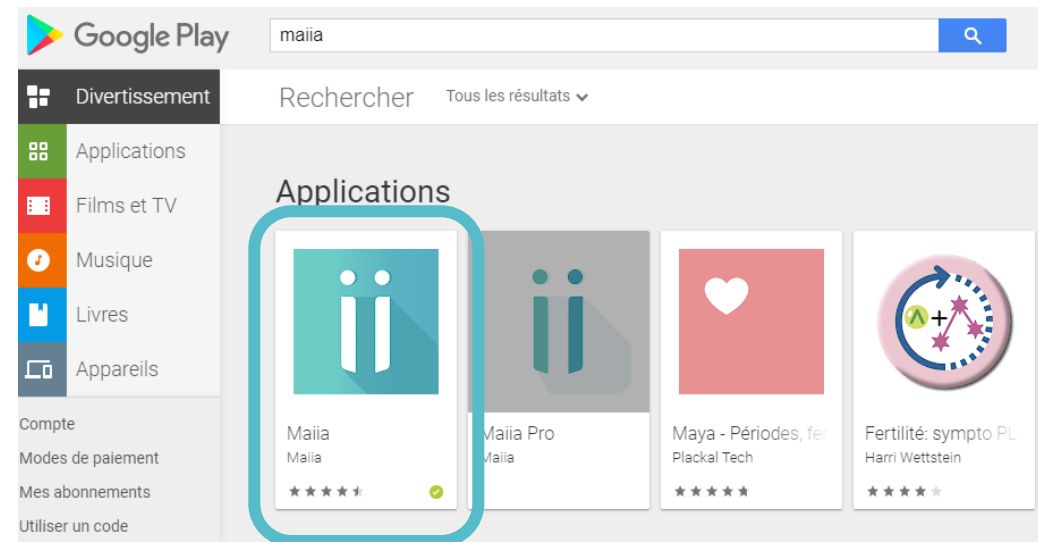 Google Play
maiia
Divertissement
Rechercher
Tous les résultats
Applications
Films et TV
Musique
Livres
Appareils
Compte
Modes de paiement
Mes abonnements
Utiliser un code
Applications
Maiia
Maiia
Maiia Pro
Maiia
Maya - Périodes, fer
Plackal Tech
Fertilité: sympto PL
Harri Wettstein